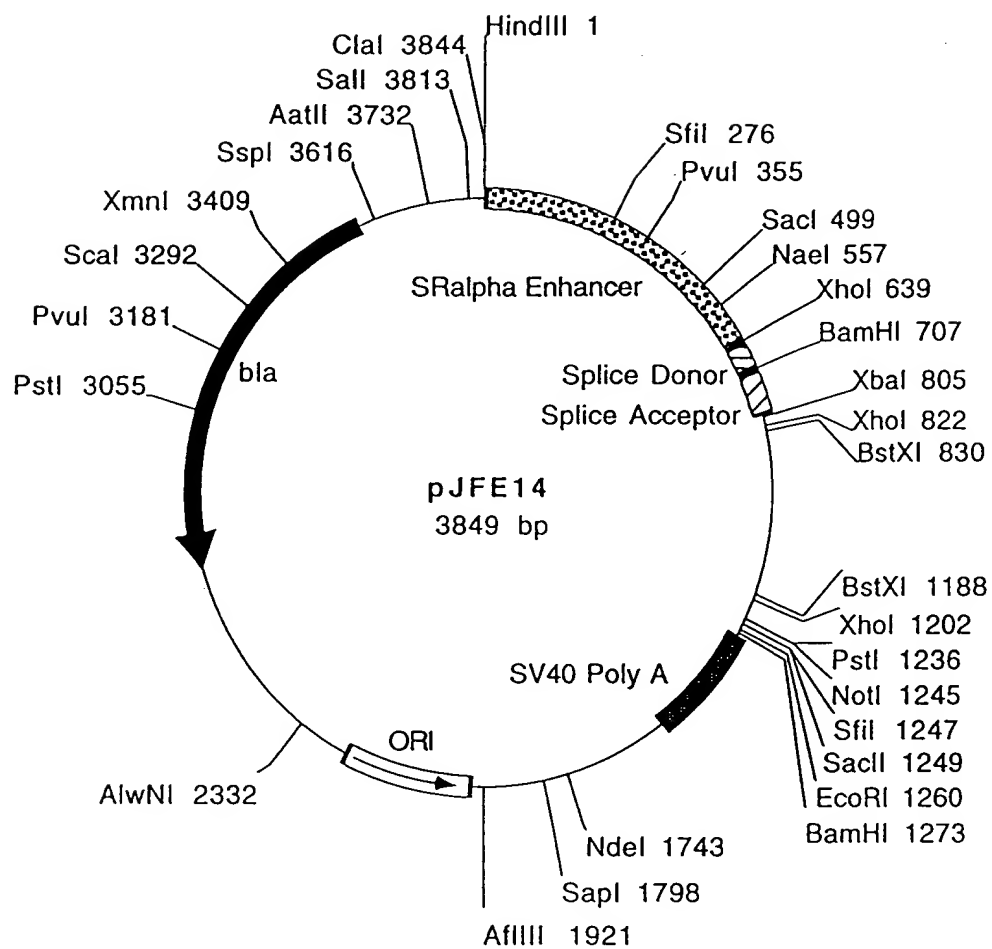 HindIII 1
ClaI 3844
SalI 3813
AatII 3732
SspI 3616
XmnI 3409
ScaI 3292
PvuI 3181
PstI 3055
SfiI 276
PvuI 355
SacI 499
NaeI 557
XhoI 639
BamHI 707
XbaI 805
XhoI 822
BstXI 830
SRalpha Enhancer
Splice Donor
Splice Acceptor
bla
pJFE14
3849 bp
BstXI 1188
XhoI 1202
PstI 1236
NotI 1245
SfiI 1247
SacII 1249
EcoRI 1260
BamHI 1273
SV40 Poly A
ORI
AlwNI 2332
NdeI 1743
SapI 1798
AflIII 1921